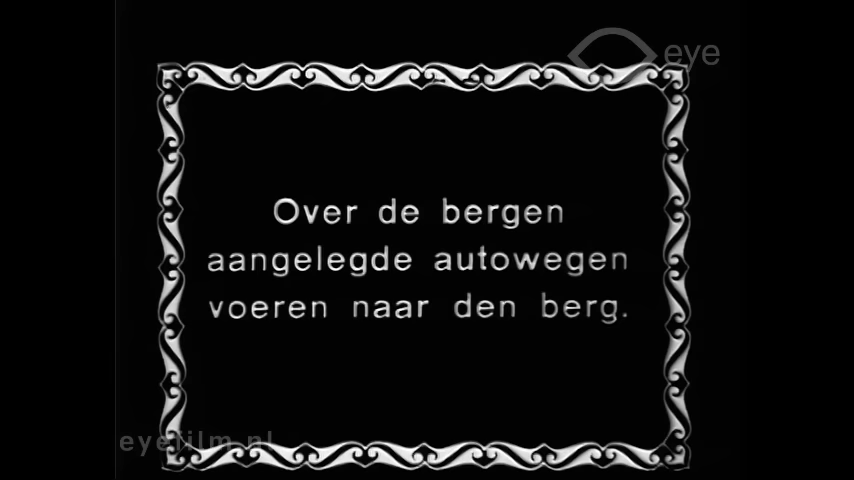 eye
Over de bergen
aangelegde autowegen
voeren naar den berg.
eyefilm.nl